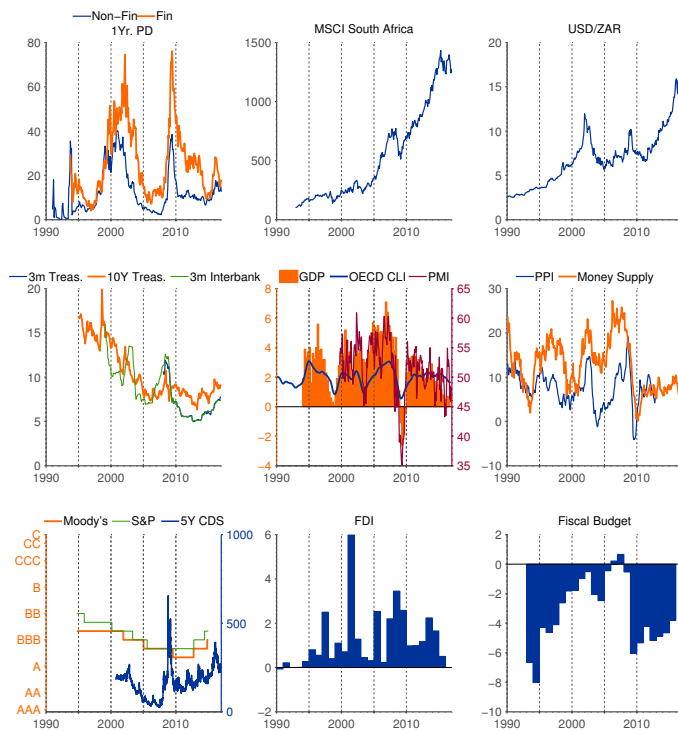 Non-Fin Fin
1Yr. PD
MSCI South Africa
USD/ZAR
80
60
40
20
0
1990 2000 2010
1500
1000
500
0
1990 2000 2010
20
15
10
5
0
1990 2000 2010
3m Treas. 10Y Treas. 3m Interbank
GDP OECD CLI PMI
PPI Money Supply
20
15
10
5
0
1990 2000 2010
8
6
4
2
0
-2
-4
65
60
55
50
45
40
35
1990 2000 2010
30
20
10
0
-10
1990 2000 2010
Moody's S&P 5Y CDS
FDI
Fiscal Budget
C
CC
CCC
B
BB
BBB
A
AA
AAA
1000
500
0
1990 2000 2010
6
4
2
0
-2
1990 2000 2010
2
0
-2
-4
-6
-8
-10
1990 2000 2010